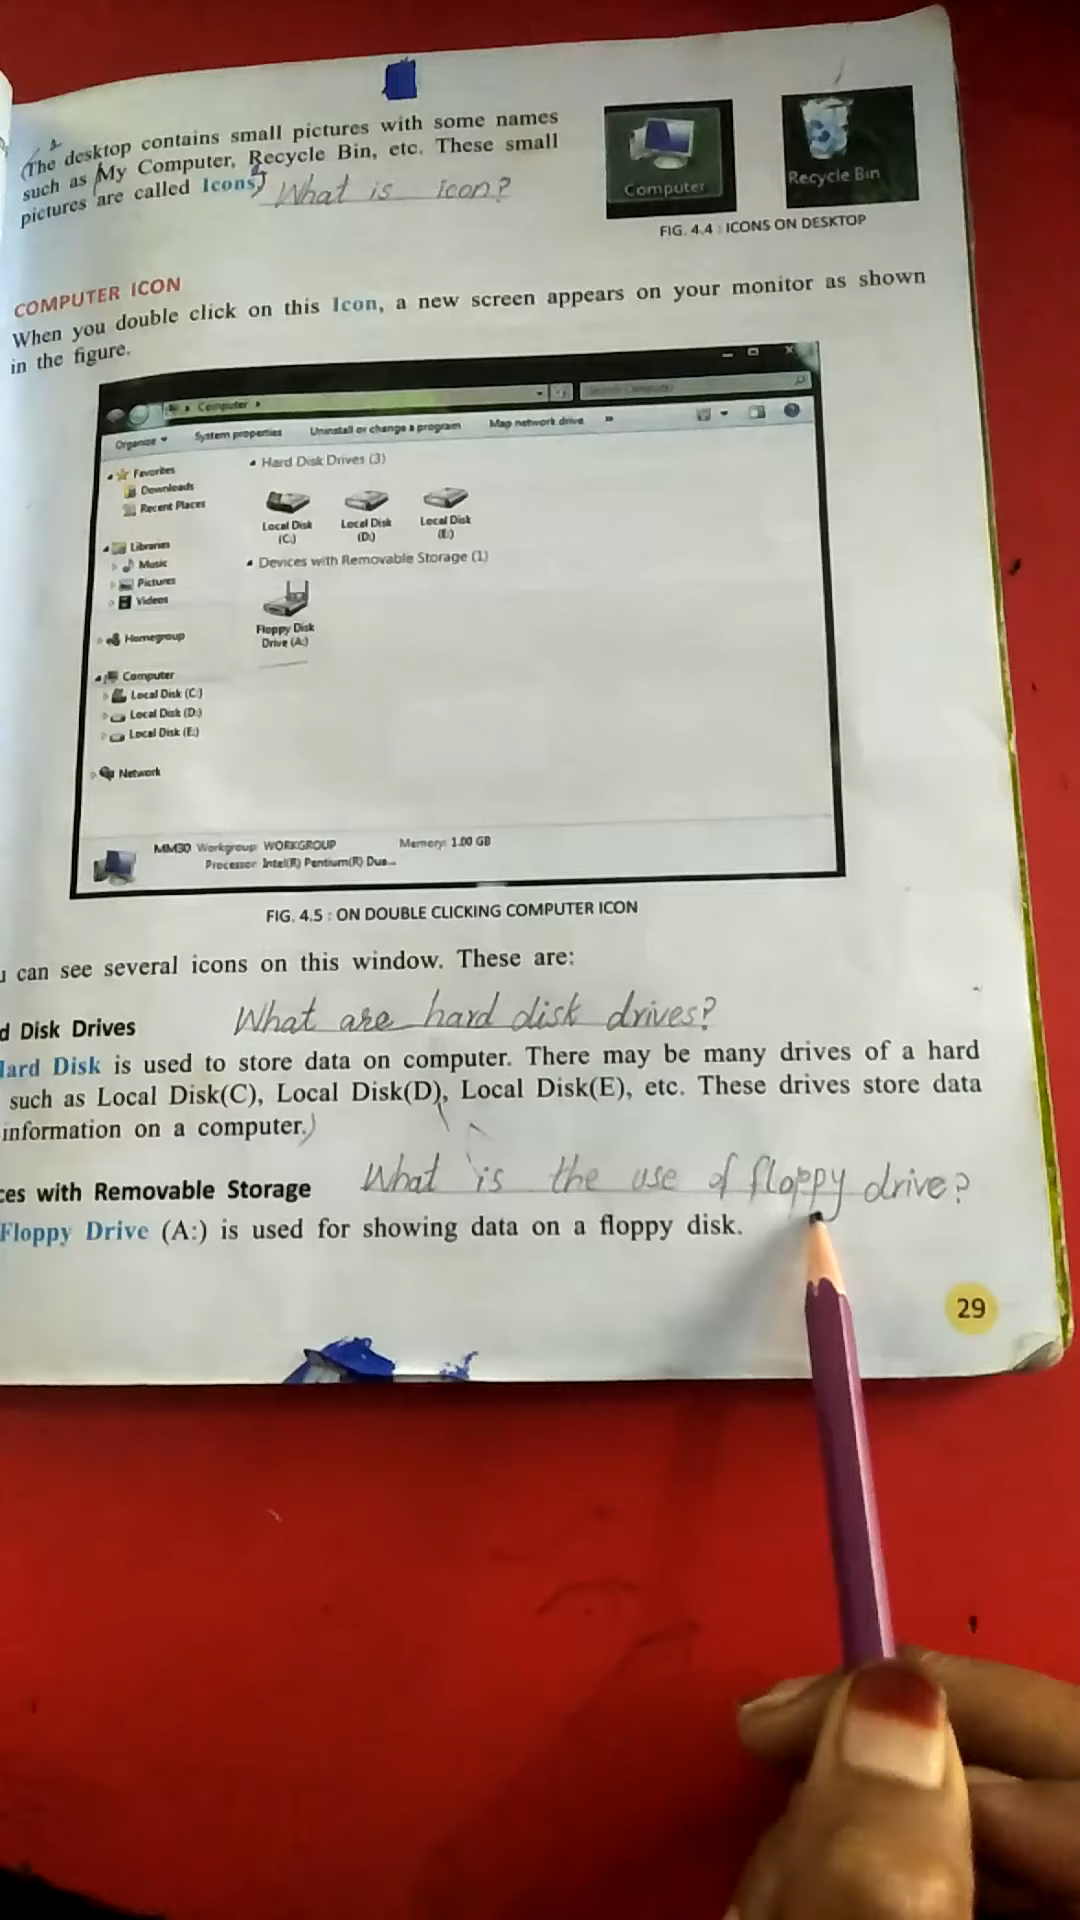 (The desktop contains small pictures with some names
such as My Computer, Recycle Bin, etc. These small
pictures are called Icons) What is icon?
Computer
Recycle Bin
FIG. 4.4 : ICONS ON DESKTOP
COMPUTER ICON
When you double click on this Icon, a new screen appears on your monitor as shown
in the figure.
Computer
Search Computer
Organize System properties Uninstall or change a program Map network drive »
Favorites
Downloads
Recent Places
Libraries
Music
Pictures
Videos
Homegroup
Computer
Local Disk (C:)
Local Disk (D:)
Local Disk (E:)
Network
Hard Disk Drives (3)
Local Disk (C:)
Local Disk (D:)
Local Disk (E:)
Devices with Removable Storage (1)
Floppy Disk
Drive (A:)
MM30 Workgroup: WORKGROUP Memory: 1.00 GB
Processor: Intel(R) Pentium(R) Dua...
FIG. 4.5 : ON DOUBLE CLICKING COMPUTER ICON
u can see several icons on this window. These are:
d Disk Drives What are hard disk drives?
Hard Disk is used to store data on computer. There may be many drives of a hard
such as Local Disk(C), Local Disk(D), Local Disk(E), etc. These drives store data
information on a computer.)
ces with Removable Storage What is the use of floppy drive?
Floppy Drive (A:) is used for showing data on a floppy disk.
29